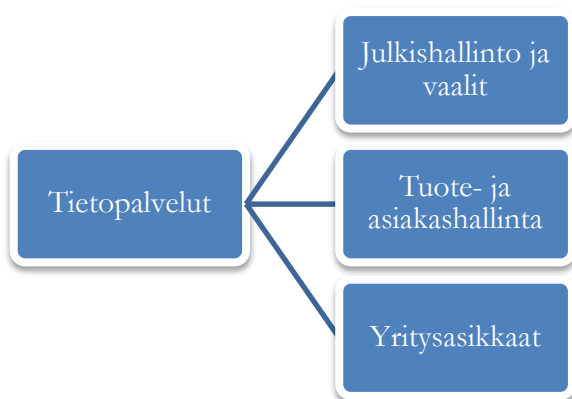 Julkishallinto ja
vaalit
Tietopalvelut
Tuote- ja
asiakashallinta
Yritysasikkaat